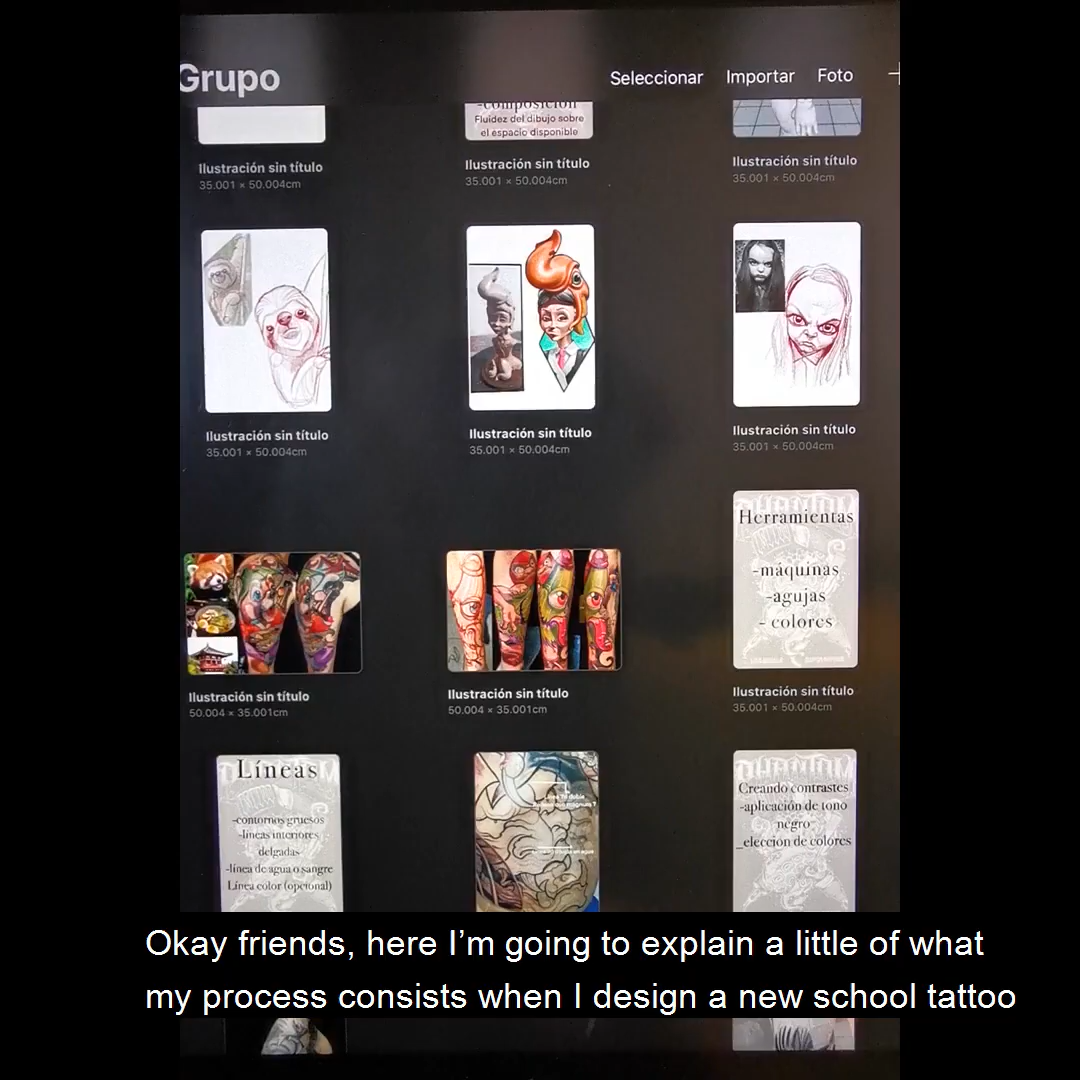 Grupo
Seleccionar
Importar
Foto
-composición
Fluidez del dibujo sobre
el espacio disponible
Ilustración sin título
35.001 × 50.004cm
Ilustración sin título
35.001 × 50.004cm
Ilustración sin título
35.001 × 50.004cm
Ilustración sin título
35.001 × 50.004cm
Ilustración sin título
35.001 × 50.004cm
Ilustración sin título
35.001 × 50.004cm
Herramientas
-máquinas
-agujas
- colores
Ilustración sin título
50.004 × 35.001cm
Ilustración sin título
50.004 × 35.001cm
Ilustración sin título
35.001 × 50.004cm
Líneas
-contornos gruesos
-líneas interiores
delgadas
-línea de agua o sangre
Línea color (opcional)
Creando contrastes
-aplicación de tono
negro
_elección de colores
Okay friends, here I’m going to explain a little of what
my process consists when I design a new school tattoo